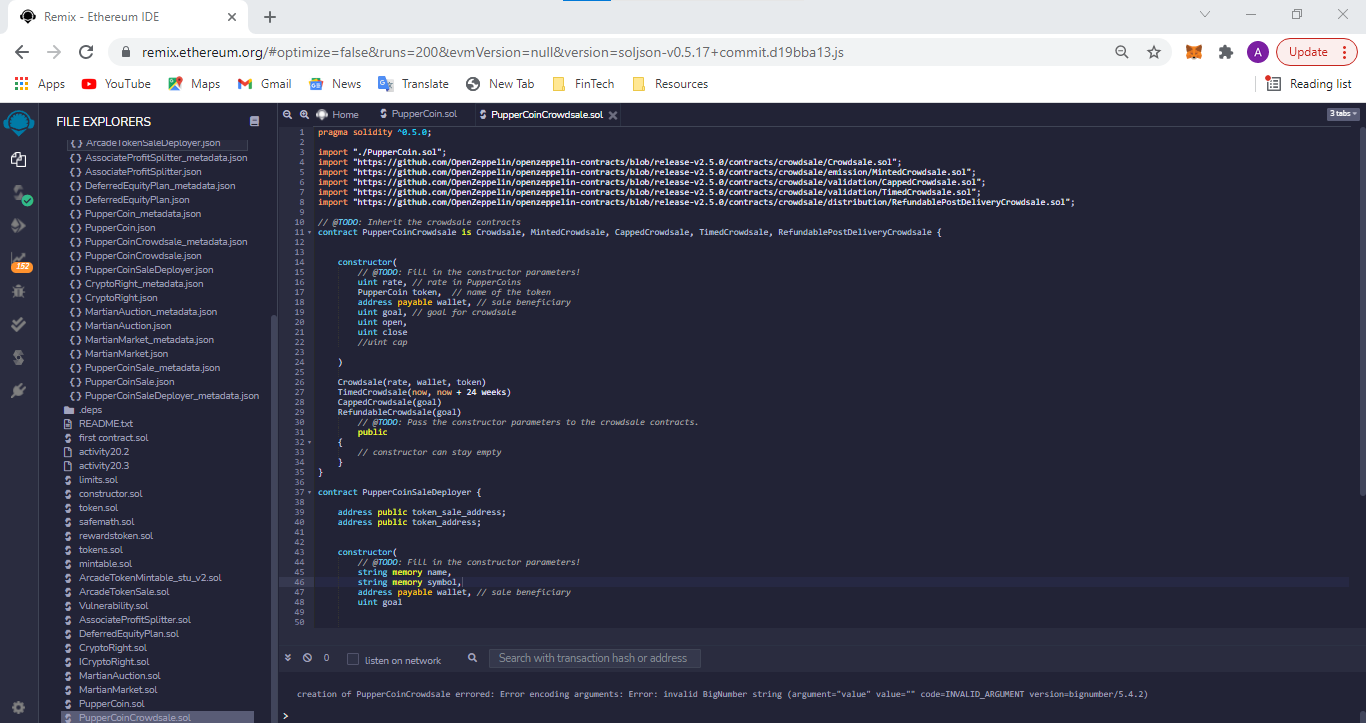 Remix - Ethereum IDE
remix.ethereum.org/#optimize=false&runs=200&evmVersion=null&version=soljson-v0.5.17+commit.d19bba13.js
A
Update
Apps
YouTube
Maps
Gmail
News
Translate
New Tab
FinTech
Resources
Reading list
FILE EXPLORERS
152
{} ArcadeTokenSaleDeployer.json
{} AssociateProfitSplitter_metadata.json
{} AssociateProfitSplitter.json
{} DeferredEquityPlan_metadata.json
{} DeferredEquityPlan.json
{} PupperCoin_metadata.json
{} PupperCoin.json
{} PupperCoinCrowdsale_metadata.json
{} PupperCoinCrowdsale.json
{} PupperCoinSaleDeployer.json
{} CryptoRight_metadata.json
{} CryptoRight.json
{} MartianAuction_metadata.json
{} MartianAuction.json
{} MartianMarket_metadata.json
{} MartianMarket.json
{} PupperCoinSale_metadata.json
{} PupperCoinSale.json
{} PupperCoinSaleDeployer_metadata.json
.deps
README.txt
first contract.sol
activity20.2
activity20.3
limits.sol
constructor.sol
token.sol
safemath.sol
rewardstoken.sol
tokens.sol
mintable.sol
ArcadeTokenMintable_stu_v2.sol
ArcadeTokenSale.sol
Vulnerability.sol
AssociateProfitSplitter.sol
DeferredEquityPlan.sol
CryptoRight.sol
ICryptoRight.sol
MartianAuction.sol
MartianMarket.sol
PupperCoin.sol
PupperCoinCrowdsale.sol
Home
PupperCoin.sol
PupperCoinCrowdsale.sol
3 tabs
1 pragma solidity ^0.5.0;
2
3 import "./PupperCoin.sol";
4 import "https://github.com/OpenZeppelin/openzeppelin-contracts/blob/release-v2.5.0/contracts/crowdsale/Crowdsale.sol";
5 import "https://github.com/OpenZeppelin/openzeppelin-contracts/blob/release-v2.5.0/contracts/crowdsale/emission/MintedCrowdsale.sol";
6 import "https://github.com/OpenZeppelin/openzeppelin-contracts/blob/release-v2.5.0/contracts/crowdsale/validation/CappedCrowdsale.sol";
7 import "https://github.com/OpenZeppelin/openzeppelin-contracts/blob/release-v2.5.0/contracts/crowdsale/validation/TimedCrowdsale.sol";
8 import "https://github.com/OpenZeppelin/openzeppelin-contracts/blob/release-v2.5.0/contracts/crowdsale/distribution/RefundablePostDeliveryCrowdsale.sol";
9
10 // @TODO: Inherit the crowdsale contracts
11 contract PupperCoinCrowdsale is Crowdsale, MintedCrowdsale, CappedCrowdsale, TimedCrowdsale, RefundablePostDeliveryCrowdsale {
12
13
14 constructor(
15 // @TODO: Fill in the constructor parameters!
16 uint rate, // rate in PupperCoins
17 PupperCoin token, // name of the token
18 address payable wallet, // sale beneficiary
19 uint goal, // goal for crowdsale
20 uint open,
21 uint close
22 //uint cap
23
24 )
25
26 Crowdsale(rate, wallet, token)
27 TimedCrowdsale(now, now + 24 weeks)
28 CappedCrowdsale(goal)
29 RefundableCrowdsale(goal)
30 // @TODO: Pass the constructor parameters to the crowdsale contracts.
31 public
32 {
33 // constructor can stay empty
34 }
35 }
36
37 contract PupperCoinSaleDeployer {
38
39 address public token_sale_address;
40 address public token_address;
41
42
43 constructor(
44 // @TODO: Fill in the constructor parameters!
45 string memory name,
46 string memory symbol,
47 address payable wallet, // sale beneficiary
48 uint goal
49
50
0
listen on network
Search with transaction hash or address
creation of PupperCoinCrowdsale errored: Error encoding arguments: Error: invalid BigNumber string (argument="value" value="" code=INVALID_ARGUMENT version=bignumber/5.4.2)
>